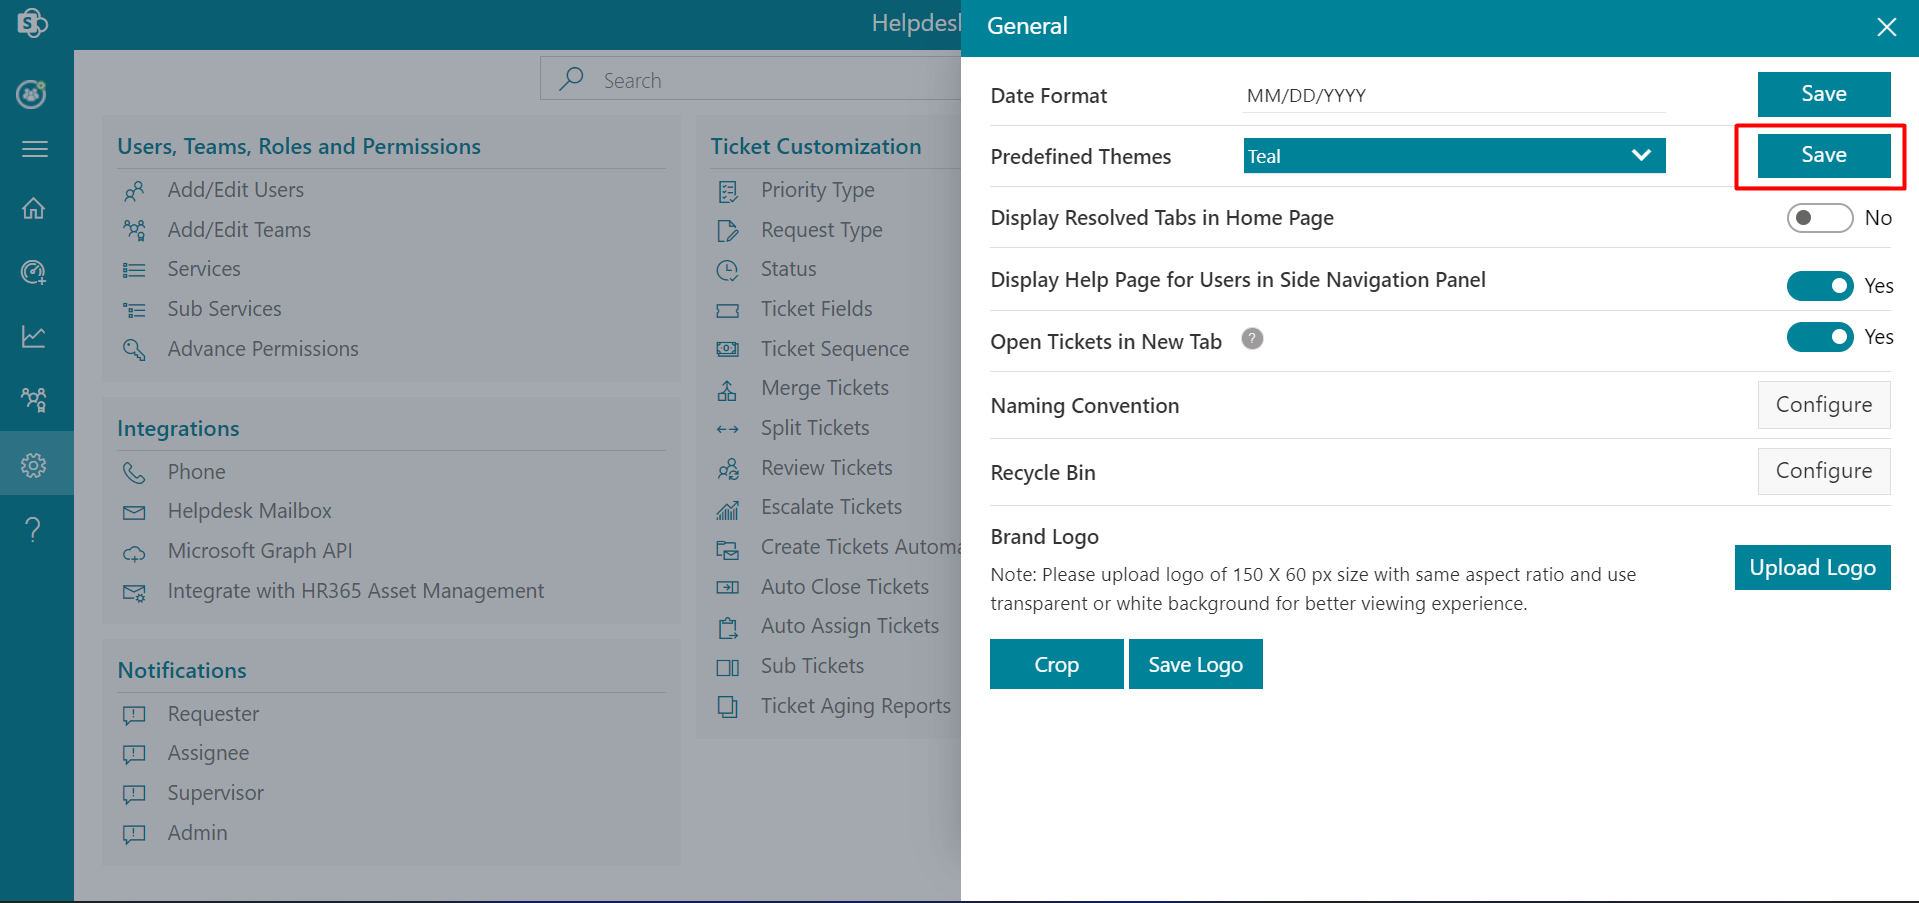 Helpdesk
Search
Users, Teams, Roles and Permissions
Add/Edit Users
Add/Edit Teams
Services
Sub Services
Advance Permissions
Integrations
Phone
Helpdesk Mailbox
Microsoft Graph API
Integrate with HR365 Asset Management
Notifications
Requester
Assignee
Supervisor
Admin
Ticket Customization
Priority Type
Request Type
Status
Ticket Fields
Ticket Sequence
Merge Tickets
Split Tickets
Review Tickets
Escalate Tickets
Create Tickets Automa
Auto Close Tickets
Auto Assign Tickets
Sub Tickets
Ticket Aging Reports
General
Date Format MM/DD/YYYY Save
Predefined Themes Teal Save
Display Resolved Tabs in Home Page No
Display Help Page for Users in Side Navigation Panel Yes
Open Tickets in New Tab ? Yes
Naming Convention Configure
Recycle Bin Configure
Brand Logo
Note: Please upload logo of 150 X 60 px size with same aspect ratio and use
transparent or white background for better viewing experience.
Upload Logo
Crop Save Logo